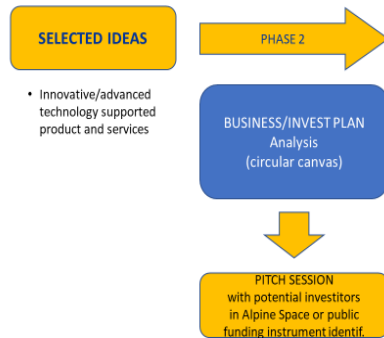 SELECTED IDEAS
PHASE 2
• Innovative/advanced
technology supported
product and services
BUSINESS/INVEST PLAN
Analysis
(circular canvas)
PITCH SESSION
with potential investitors
in Alpine Space or public
funding instrument identif.